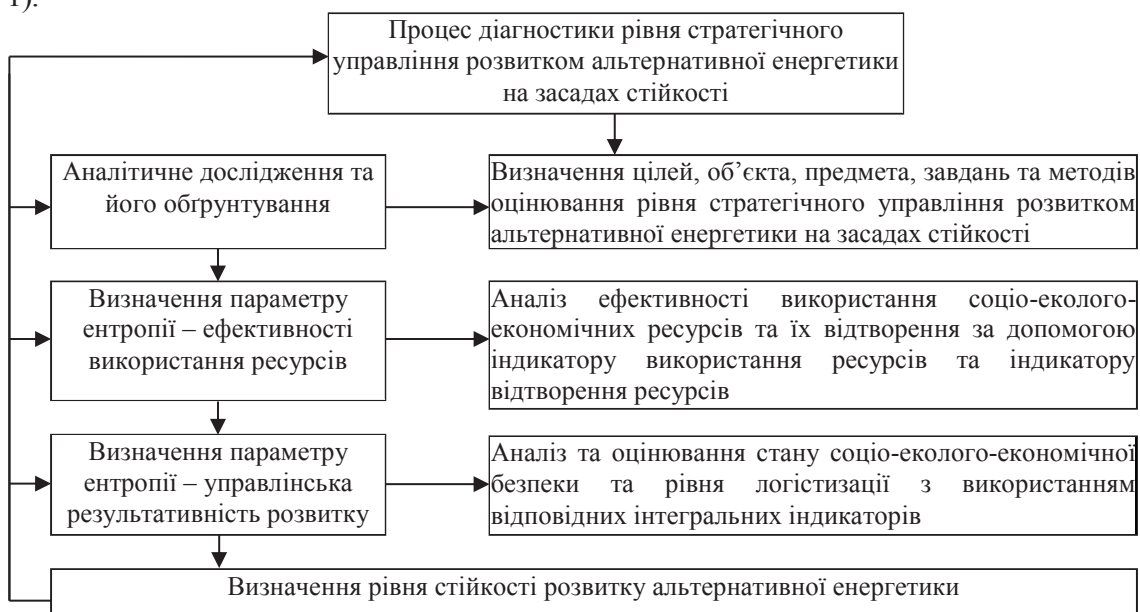 1).
Процес діагностики рівня стратегічного
управління розвитком альтернативної енергетики
на засадах стійкості
Аналітичне дослідження та
його обґрунтування
Визначення цілей, об’єкта, предмета, завдань та методів
оцінювання рівня стратегічного управління розвитком
альтернативної енергетики на засадах стійкості
Визначення параметру
ентропії – ефективності
використання ресурсів
Аналіз ефективності використання соціо-еколого-
економічних ресурсів та їх відтворення за допомогою
індикатору використання ресурсів та індикатору
відтворення ресурсів
Визначення параметру
ентропії – управлінська
результативність розвитку
Аналіз та оцінювання стану соціо-еколого-економічної
безпеки та рівня логістизації з використанням
відповідних інтегральних індикаторів
Визначення рівня стійкості розвитку альтернативної енергетики